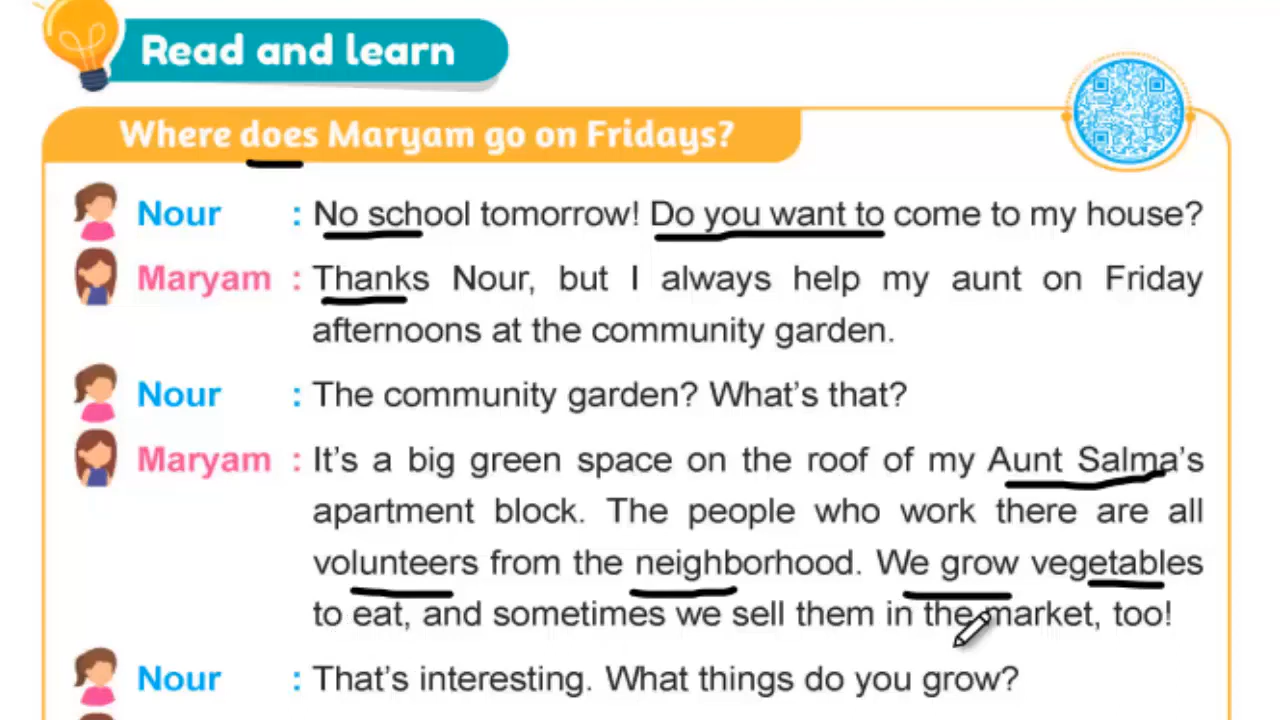 Read and learn
Where does Maryam go on Fridays?
Nour : No school tomorrow! Do you want to come to my house?
Maryam : Thanks Nour, but I always help my aunt on Friday
afternoons at the community garden.
Nour : The community garden? What's that?
Maryam : It's a big green space on the roof of my Aunt Salma's
apartment block. The people who work there are all
volunteers from the neighborhood. We grow vegetables
to eat, and sometimes we sell them in the market, too!
Nour : That's interesting. What things do you grow?